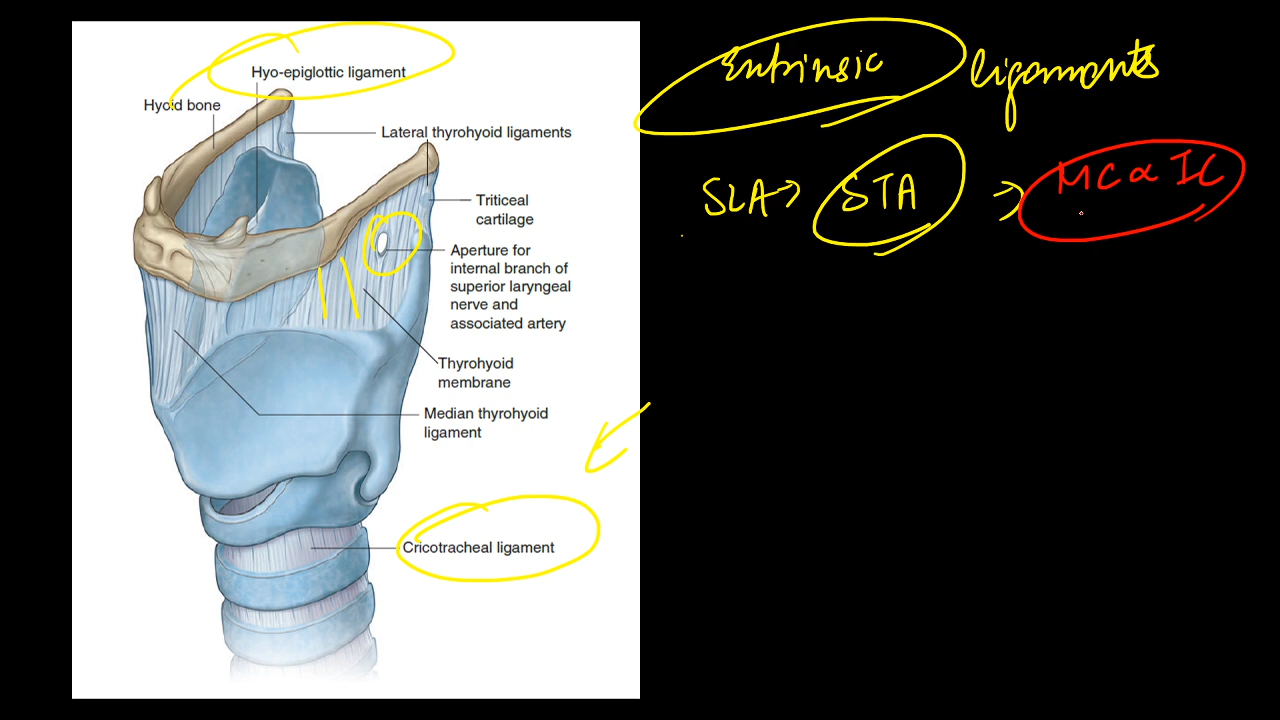 Hyo-epiglottic ligament
Hyoid bone
Lateral thyrohyoid ligaments
Triticeal
cartilage
Aperture for
internal branch of
superior laryngeal
nerve and
associated artery
Thyrohyoid
membrane
Median thyrohyoid
ligament
Cricotracheal ligament
Extrinsic ligaments
SLA → STA → MC α IC